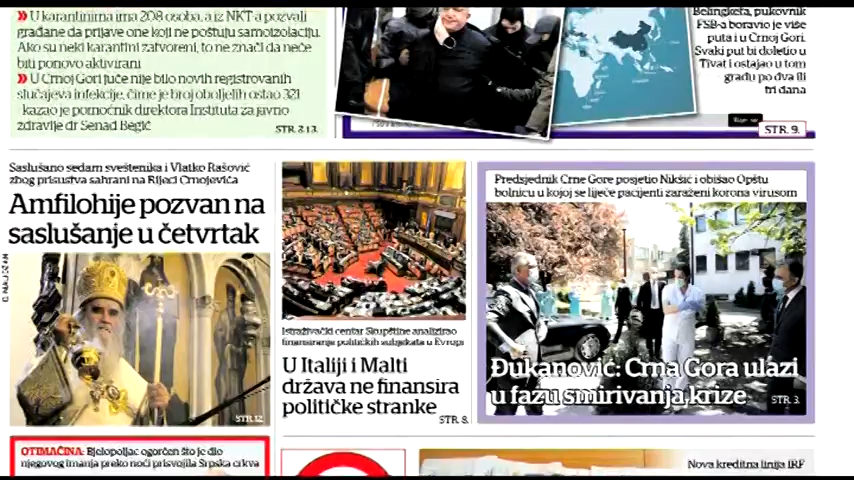 » U karantinima ima 208 osoba, a iz NKT-a pozvali
građane da prijave one koji ne poštuju samoizolaciju.
Ako su neki karantini zatvoreni, to ne znači da neće
biti ponovo aktivirani
» U Crnoj Gori juče nije bilo novih registrovanih
slučajeva infekcije, čime je broj oboljelih ostao 321
kazao je pomoćnik direktora Instituta za javno
zdravlje dr Senad Begić
STR. 2.13.
Belingketa, pukovnik
FSB-a boravio je više
puta i u Crnoj Gori.
Svaki put bi doletio u
Tivat i ostajao u tom
gradu po dva ili
tri dana
STR. 9.
Saslušano sedam sveštenika i Vlatko Rašović
zbog prisustva sahrani na Rijeci Crnojevića
Amfilohije pozvan na
saslušanje u četvrtak
STR.12.
Istraživački centar Skupštine analizirao
finansiranje političkih subjekata u Evropi
U Italiji i Malti
država ne finansira
političke stranke
STR. 8.
Predsjednik Crne Gore posjetio Nikšić i obišao Opštu
bolnicu u kojoj se liječe pacijenti zaraženi korona virusom
Đukanović: Crna Gora ulazi
u fazu smirivanja krize
STR. 3.
OTIMAČINA: Bjelopoljac ogorčen što je dio
njegovog imanja preko noći prisvojila Srpska crkva
Nova kreditna linija IRF